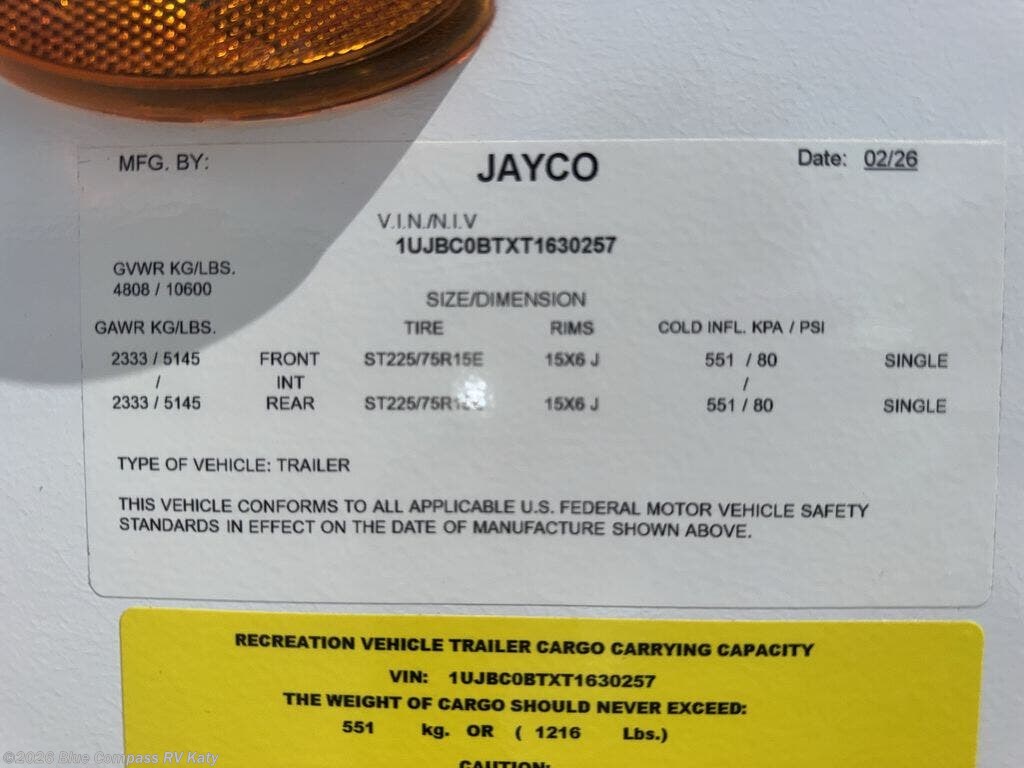 MFG. BY: JAYCO Date: 02/26
V.I.N./N.I.V
1UJBC0BTXT1630257
GVWR KG/LBS.
4808 / 10600
SIZE/DIMENSION
GAWR KG/LBS. TIRE RIMS COLD INFL. KPA / PSI
2333 / 5145 FRONT ST225/75R15E 15X6 J 551 / 80 SINGLE
/ INT /
2333 / 5145 REAR 15X6 J 551 / 80 SINGLE
TYPE OF VEHICLE: TRAILER
THIS VEHICLE CONFORMS TO ALL APPLICABLE U.S. FEDERAL MOTOR VEHICLE SAFETY
STANDARDS IN EFFECT ON THE DATE OF MANUFACTURE SHOWN ABOVE.
RECREATION VEHICLE TRAILER CARGO CARRYING CAPACITY
VIN: 1UJBC0BTXT1630257
THE WEIGHT OF CARGO SHOULD NEVER EXCEED:
551 kg. OR ( 1216 Lbs.)
CAUTION:
©2026 Blue Compass RV Katy